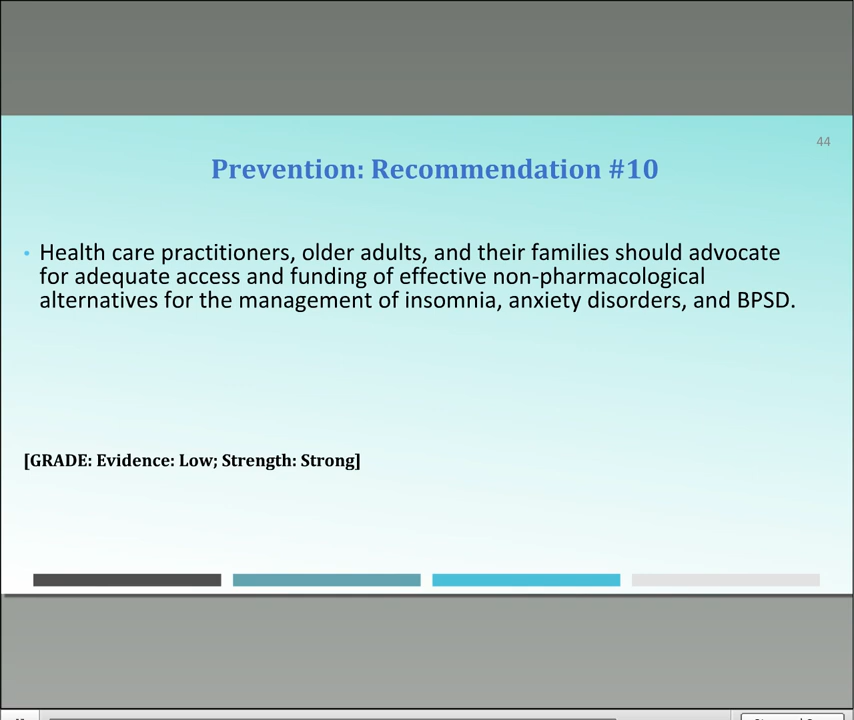 44
Prevention: Recommendation #10
• Health care practitioners, older adults, and their families should advocate
for adequate access and funding of effective non-pharmacological
alternatives for the management of insomnia, anxiety disorders, and BPSD.
[GRADE: Evidence: Low; Strength: Strong]